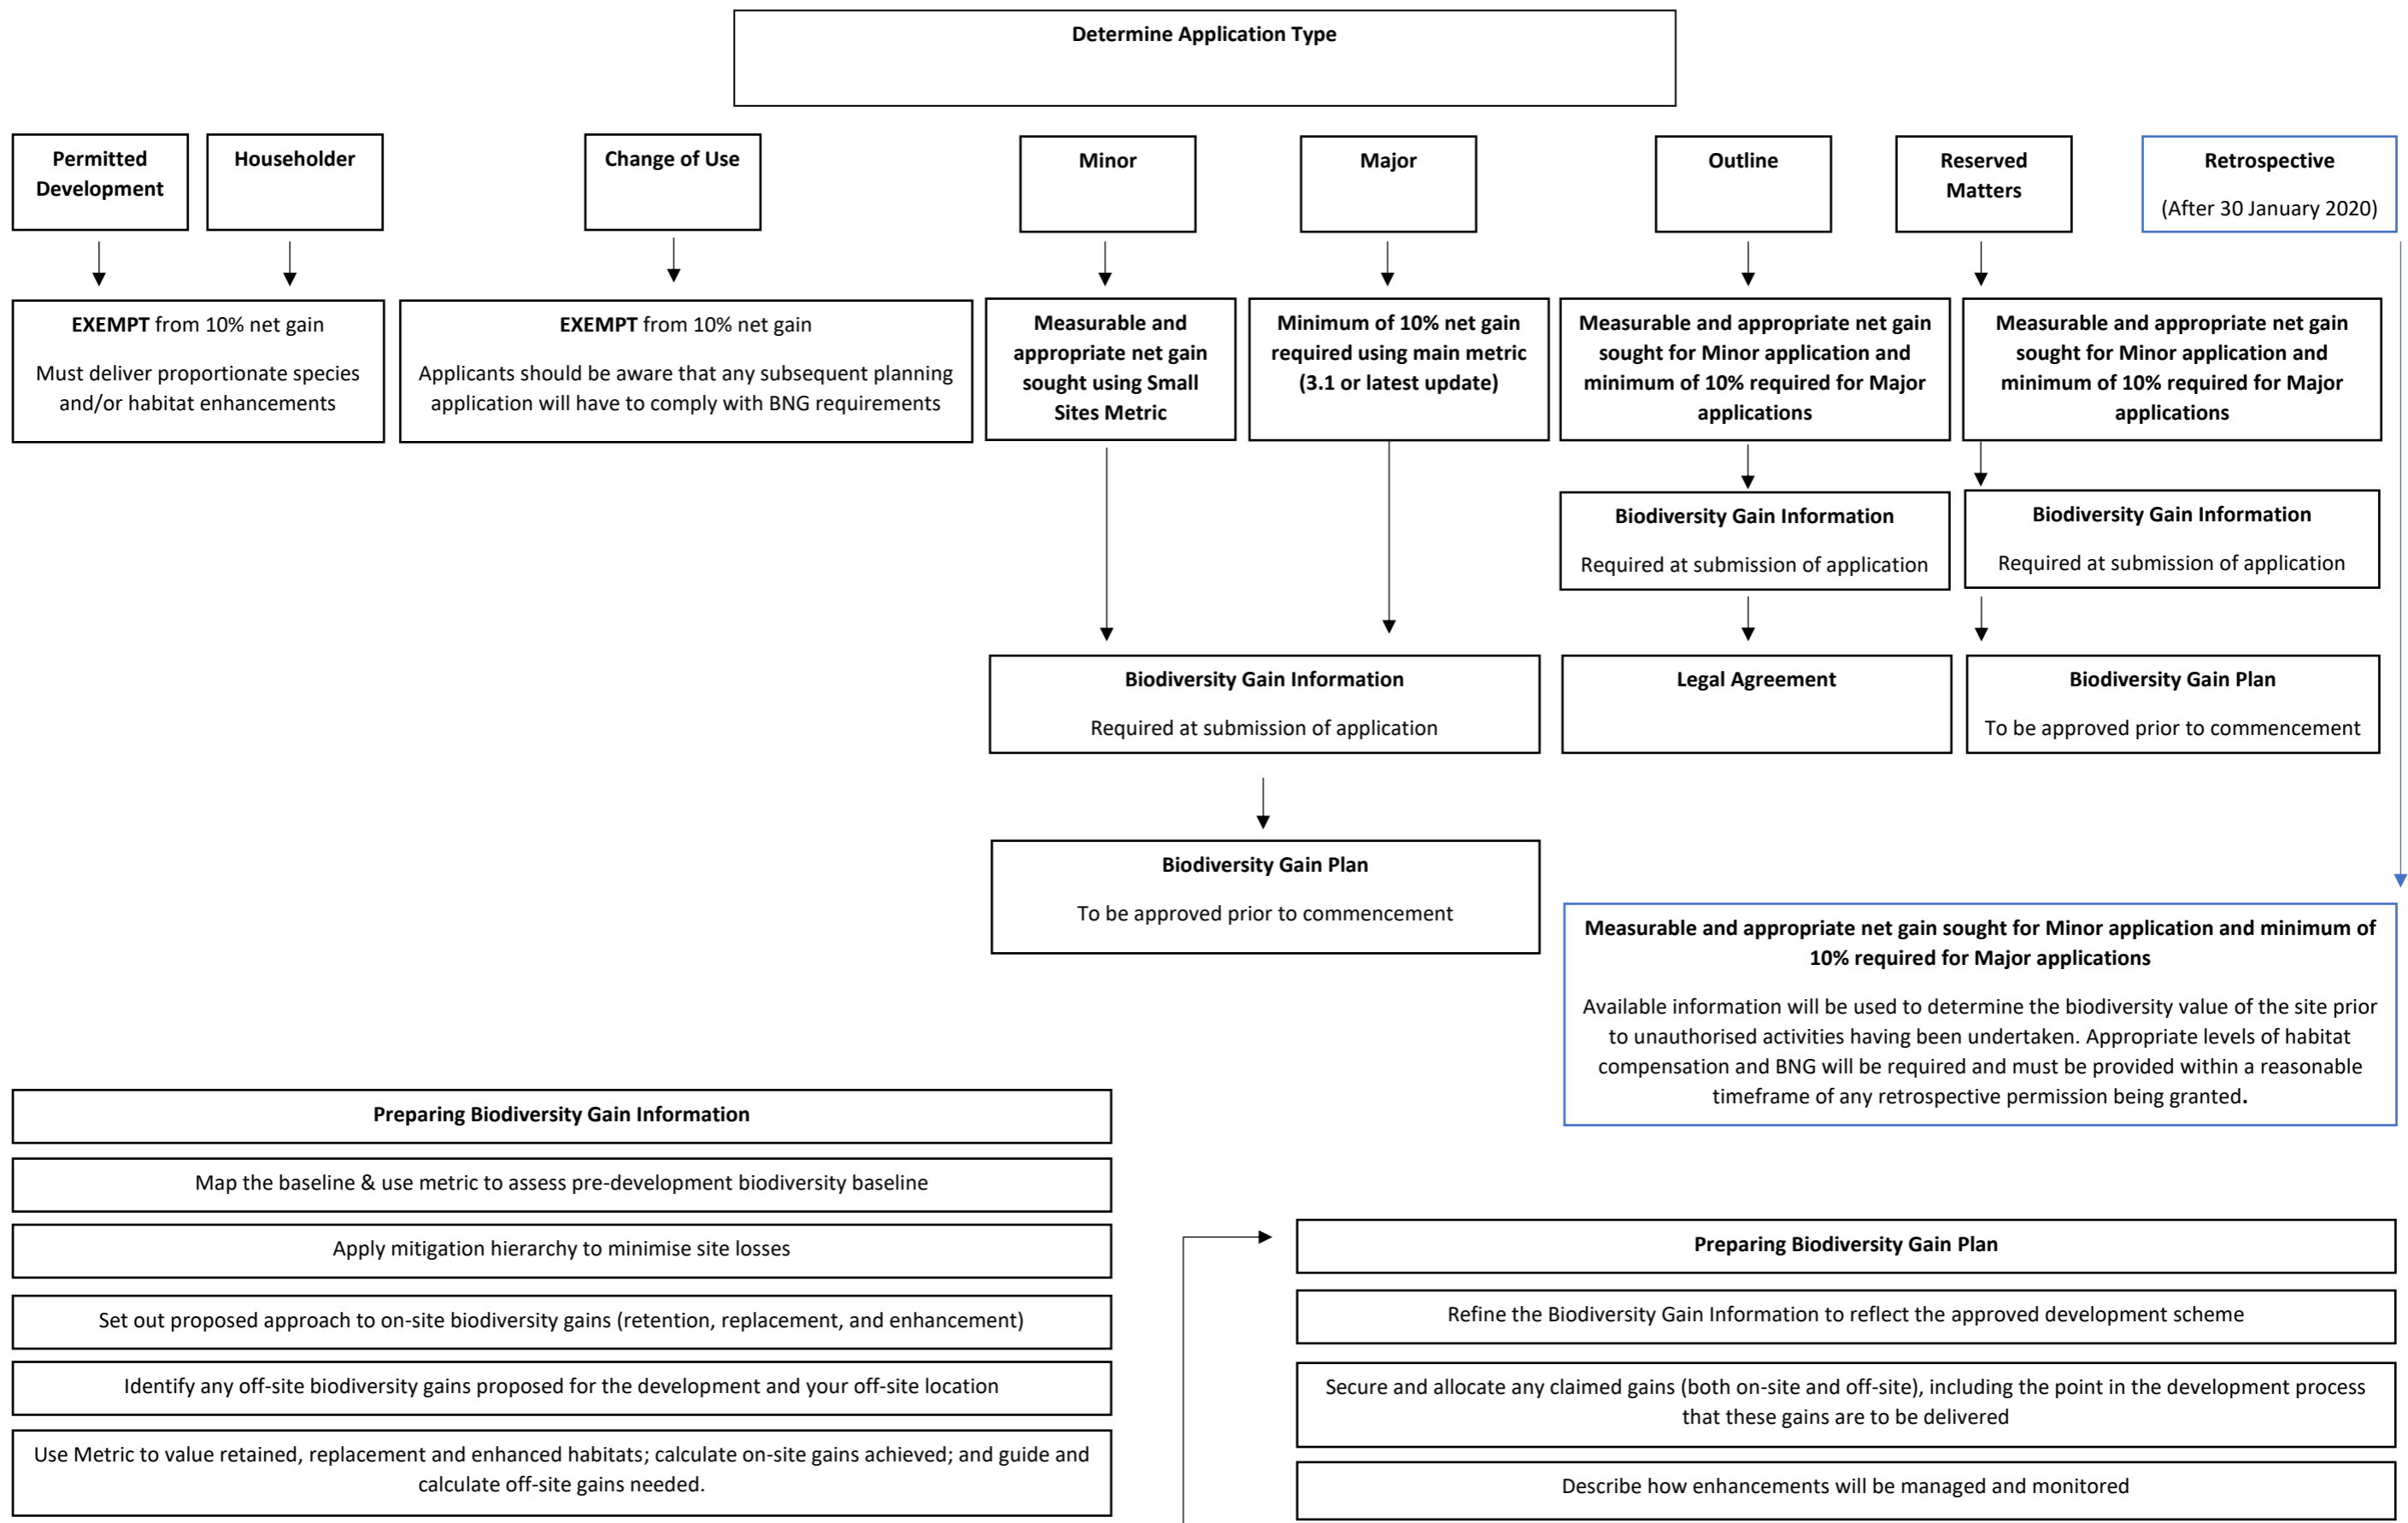 Determine Application Type
Permitted
Development
Householder
Change of Use
Minor
Major
Outline
Reserved
Matters
Retrospective
(After 30 January 2020)
EXEMPT from 10% net gain
Must deliver proportionate species
and/or habitat enhancements
EXEMPT from 10% net gain
Applicants should be aware that any subsequent planning
application will have to comply with BNG requirements
Measurable and
appropriate net gain
sought using Small
Sites Metric
Minimum of 10% net gain
required using main metric
(3.1 or latest update)
Measurable and appropriate net gain
sought for Minor application and
minimum of 10% required for Major
applications
Measurable and appropriate net gain
sought for Minor application and
minimum of 10% required for Major
applications
Biodiversity Gain Information
Required at submission of application
Biodiversity Gain Information
Required at submission of application
Biodiversity Gain Information
Required at submission of application
Legal Agreement
Biodiversity Gain Plan
To be approved prior to commencement
Biodiversity Gain Plan
To be approved prior to commencement
Measurable and appropriate net gain sought for Minor application and minimum of
10% required for Major applications
Available information will be used to determine the biodiversity value of the site prior
to unauthorised activities having been undertaken. Appropriate levels of habitat
compensation and BNG will be required and must be provided within a reasonable
timeframe of any retrospective permission being granted.
Preparing Biodiversity Gain Information
Map the baseline & use metric to assess pre-development biodiversity baseline
Apply mitigation hierarchy to minimise site losses
Set out proposed approach to on-site biodiversity gains (retention, replacement, and enhancement)
Identify any off-site biodiversity gains proposed for the development and your off-site location
Use Metric to value retained, replacement and enhanced habitats; calculate on-site gains achieved; and guide and
calculate off-site gains needed.
Preparing Biodiversity Gain Plan
Refine the Biodiversity Gain Information to reflect the approved development scheme
Secure and allocate any claimed gains (both on-site and off-site), including the point in the development process
that these gains are to be delivered
Describe how enhancements will be managed and monitored